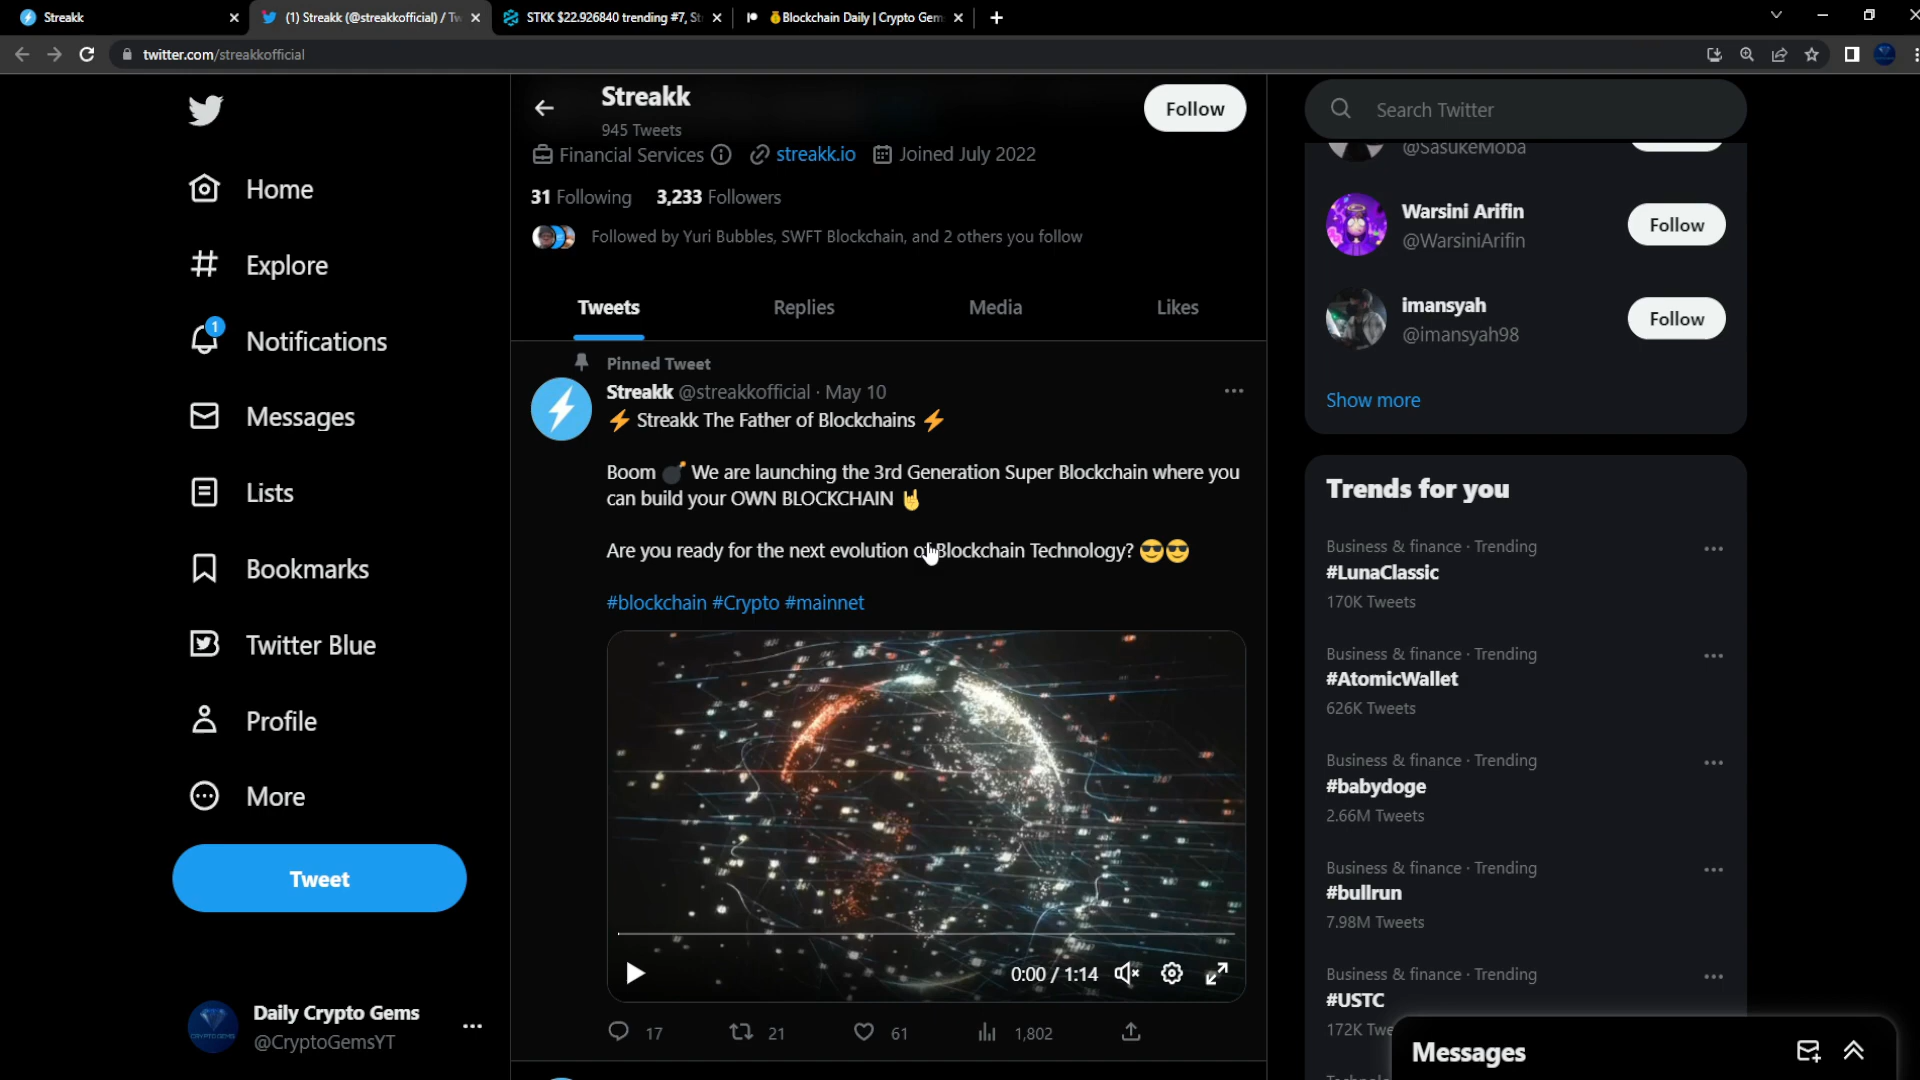 Streakk
(1) Streakk (@streakkofficial) / Tw
STKK $22.926840 trending #7, St
Blockchain Daily | Crypto Gem
twitter.com/streakkofficial
Home
Explore
1
Notifications
Messages
Lists
Bookmarks
Twitter Blue
Profile
More
Tweet
Daily Crypto Gems
@CryptoGemsYT
Streakk
945 Tweets
Follow
Financial Services
streakk.io
Joined July 2022
31 Following 3,233 Followers
Followed by Yuri Bubbles, SWFT Blockchain, and 2 others you follow
Tweets Replies Media Likes
Pinned Tweet
Streakk @streakkofficial · May 10
⚡ Streakk The Father of Blockchains ⚡
Boom 💣 We are launching the 3rd Generation Super Blockchain where you
can build your OWN BLOCKCHAIN 🤘
Are you ready for the next evolution of Blockchain Technology? 😎😎
#blockchain #Crypto #mainnet
0:00 / 1:14
17 21 61 1,802
Search Twitter
@SasukeMoba
Warsini Arifin
@WarsiniArifin
Follow
imansyah
@imansyah98
Follow
Show more
Trends for you
Business & finance · Trending
#LunaClassic
170K Tweets
Business & finance · Trending
#AtomicWallet
626K Tweets
Business & finance · Trending
#babydoge
2.66M Tweets
Business & finance · Trending
#bullrun
7.98M Tweets
Business & finance · Trending
#USTC
172K Twe
Messages